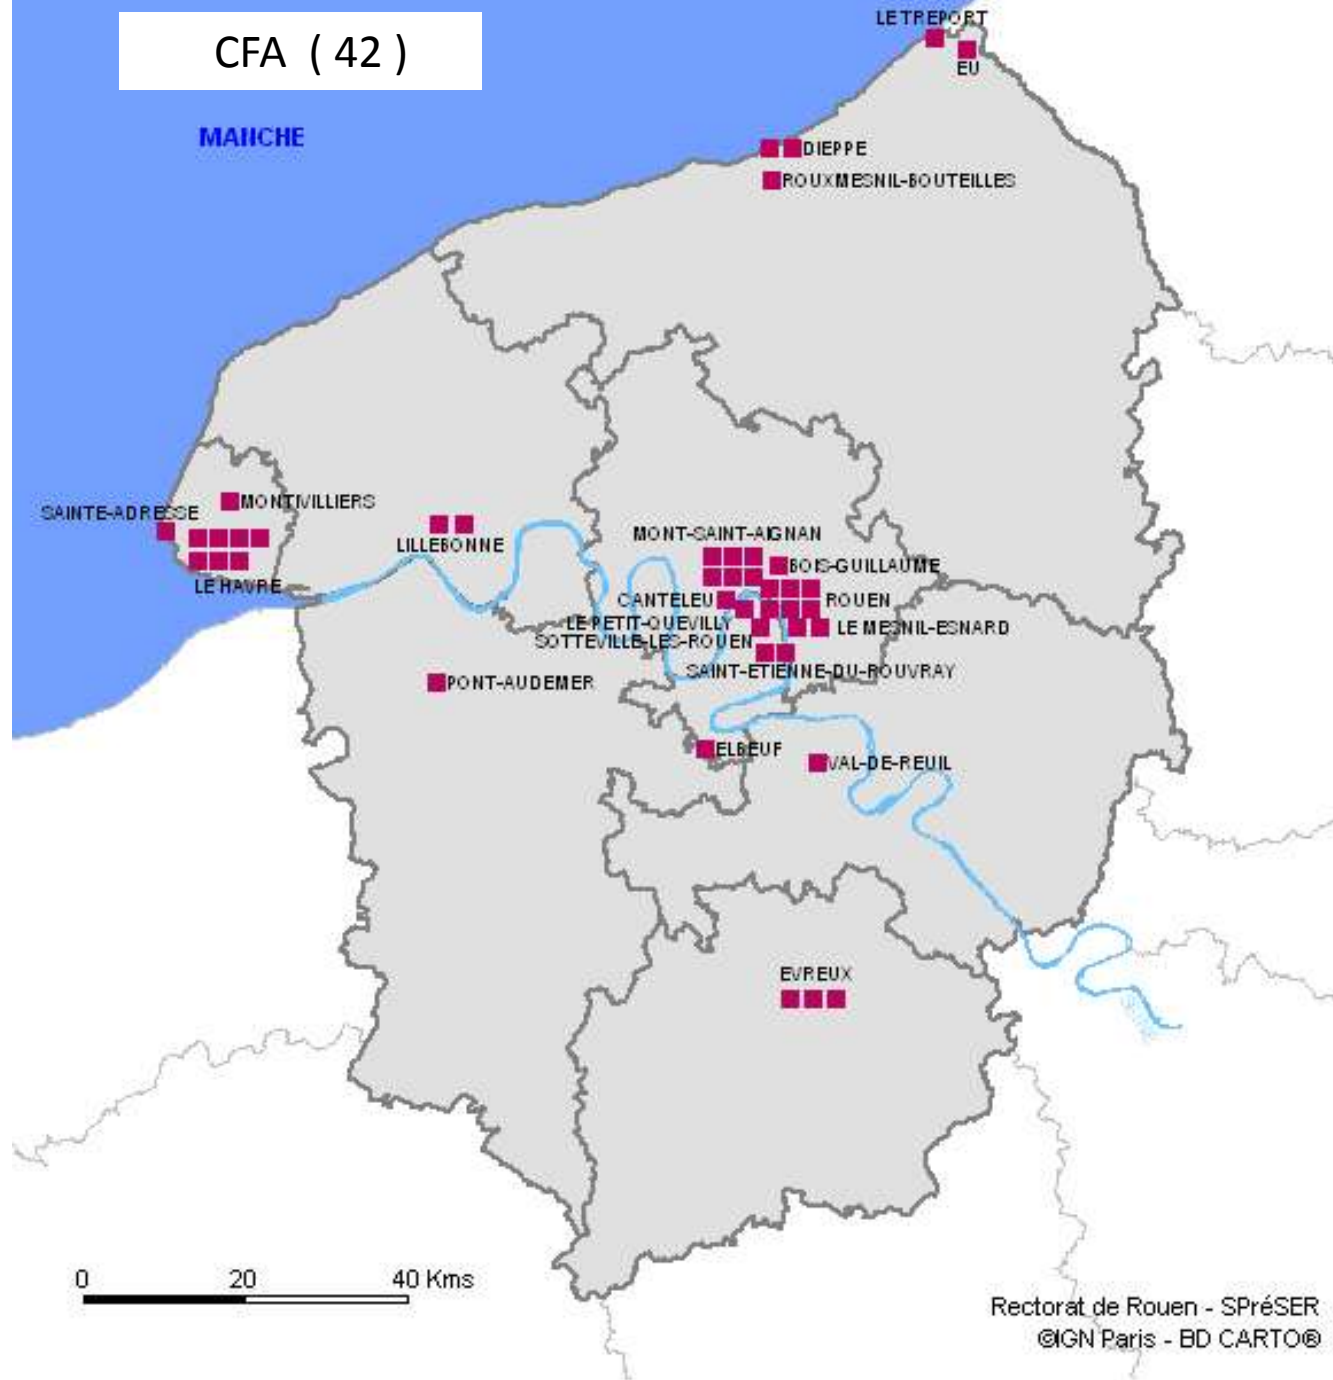 CFA ( 42 )
LE TREPORT
EU
MANCHE
DIEPPE
ROUXMESNIL-BOUTEILLES
MONTIVILLIERS
SAINTE-ADRESSE
LE HAVRE
LILLEBONNE
MONT-SAINT-AIGNAN
BOIS-GUILLAUME
CANTELEU
ROUEN
LE PETIT-QUEVILLY
LE MESNIL-ESNARD
SOTTEVILLE-LES-ROUEN
SAINT-ETIENNE-DU-ROUVRAY
PONT-AUDEMER
ELBEUF
VAL-DE-REUIL
EVREUX
0 20 40 Kms
Rectorat de Rouen - SPréSER
©IGN Paris - BD CARTO®